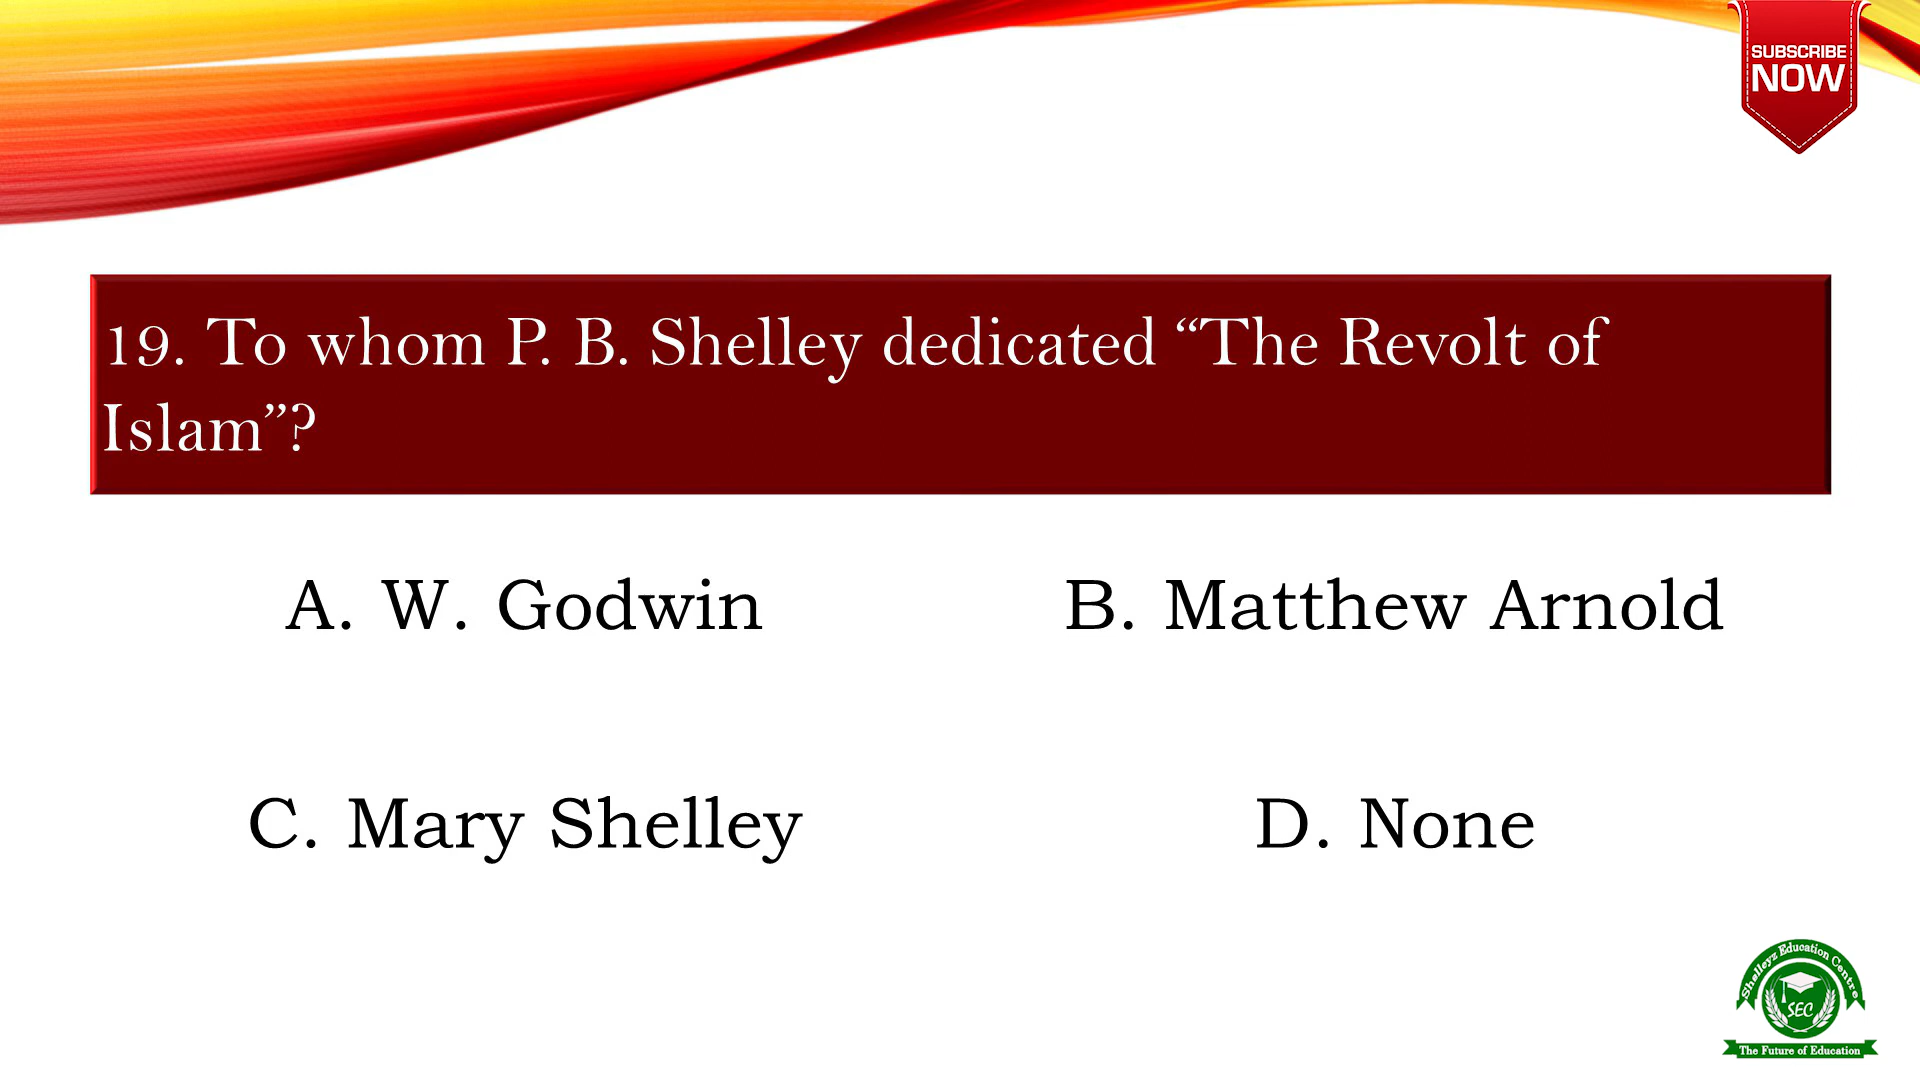 SUBSCRIBE
NOW
19. To whom P. B. Shelley dedicated “The Revolt of
Islam”?
A. W. Godwin
B. Matthew Arnold
C. Mary Shelley
D. None
Shelleyz Education Centre
SEC
The Future of Education